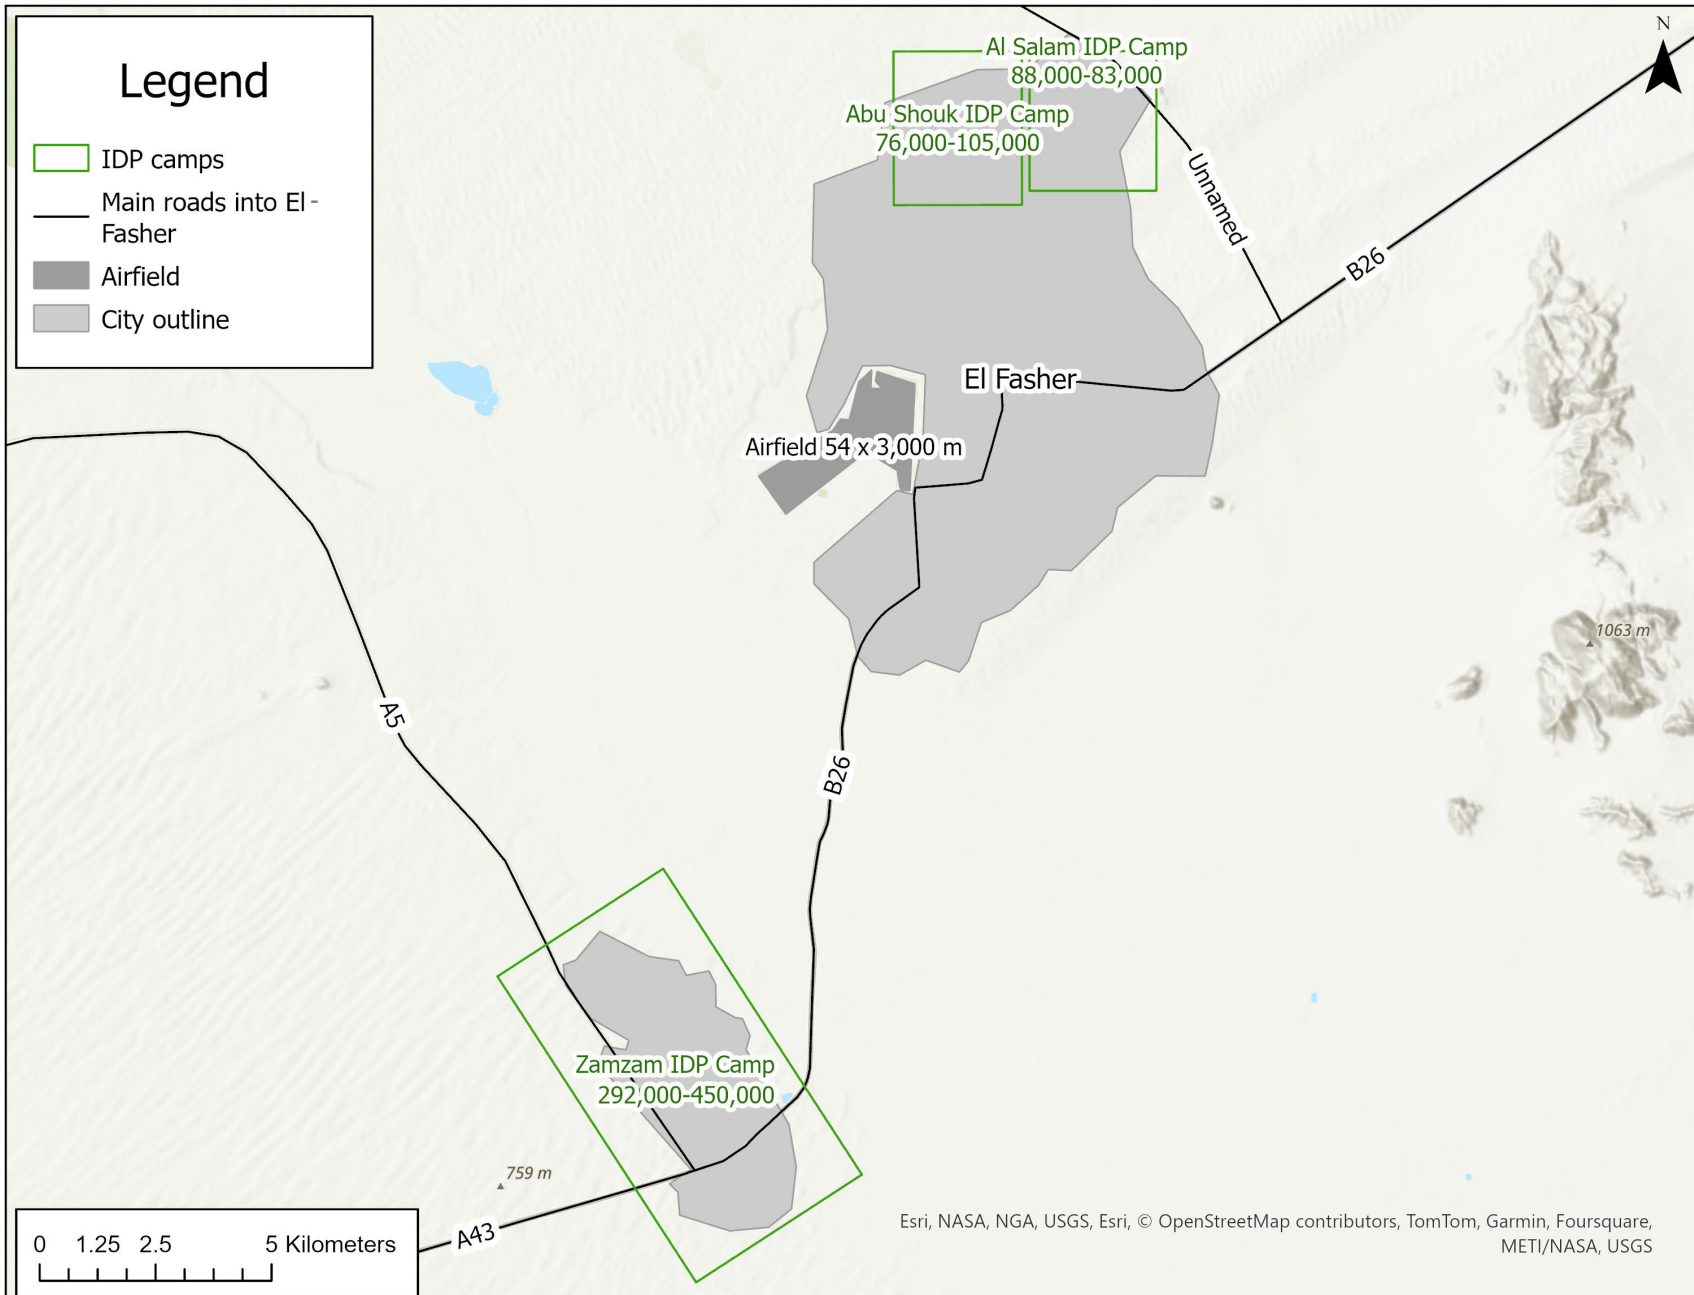 Legend
IDP camps
Main roads into El-
Fasher
Airfield
City outline
N
Al Salam IDP Camp
88,000-83,000
Abu Shouk IDP Camp
76,000-105,000
Unnamed
B26
El Fasher
Airfield 54 x 3,000 m
1063 m
A5
B26
Zamzam IDP Camp
292,000-450,000
759 m
A43
0 1.25 2.5 5 Kilometers
Esri, NASA, NGA, USGS, Esri, © OpenStreetMap contributors, TomTom, Garmin, Foursquare,
METI/NASA, USGS